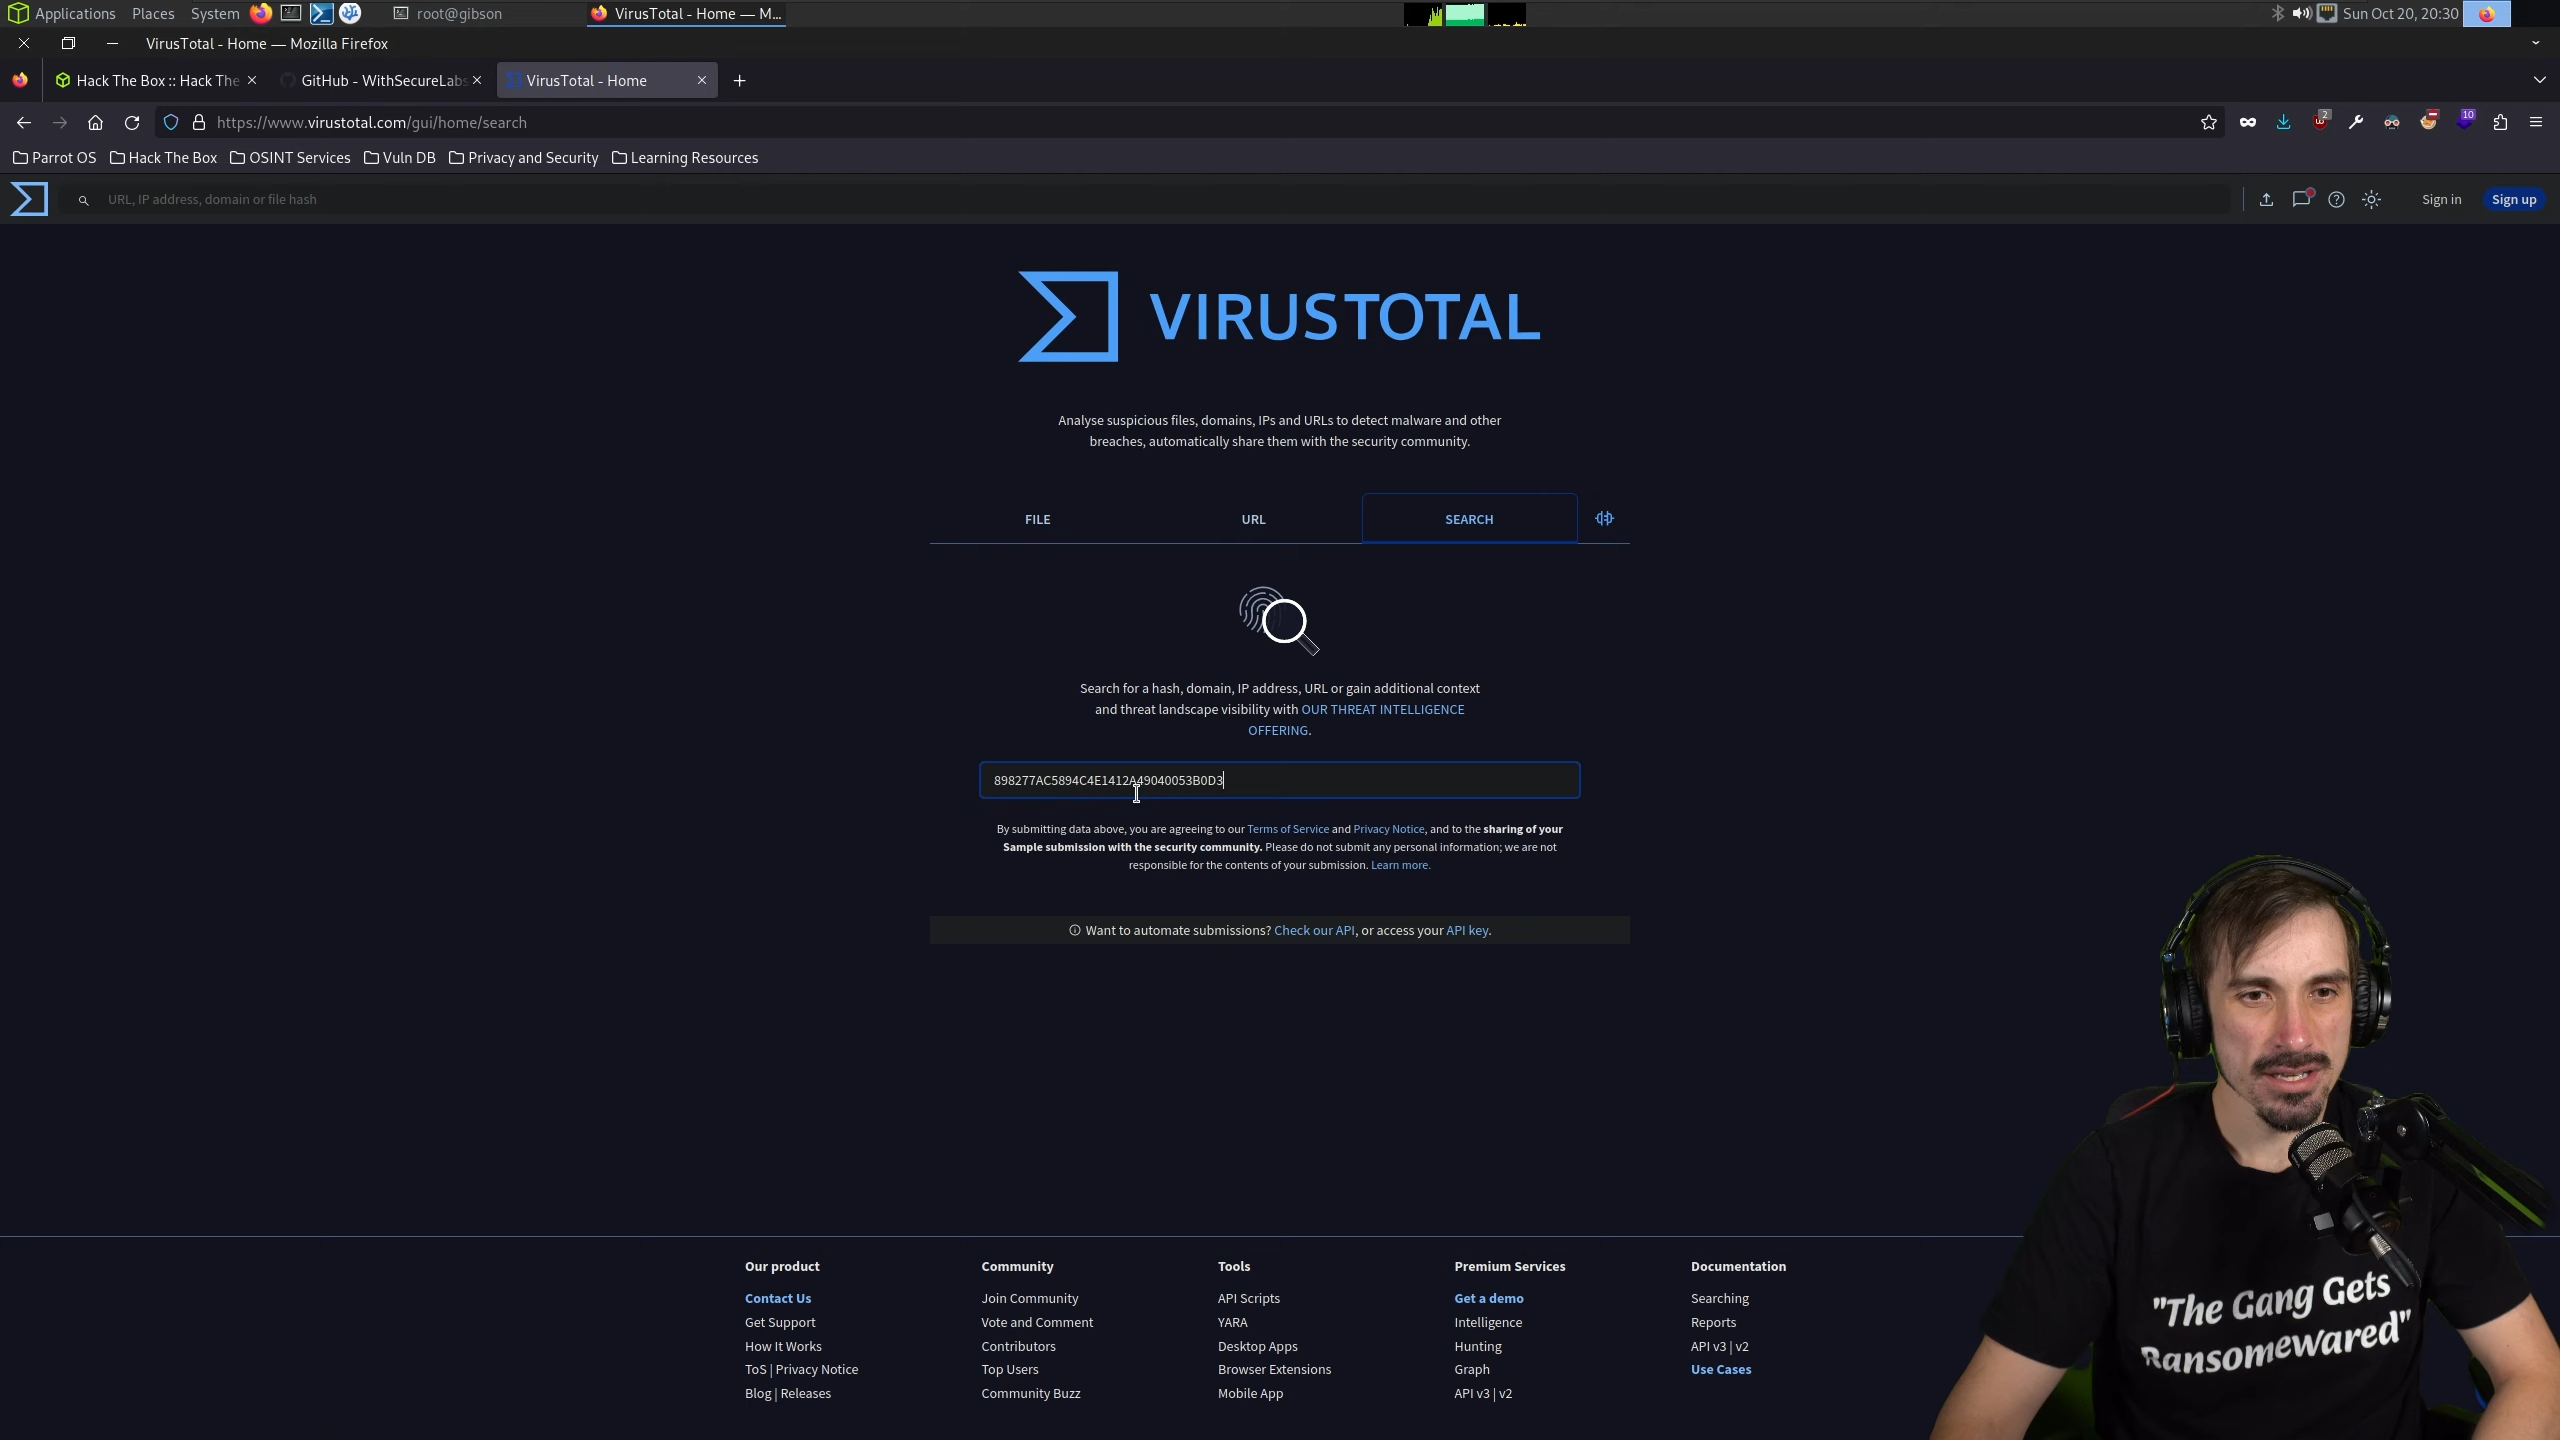 Applications Places System root@gibson VirusTotal - Home — M... Sun Oct 20, 20:30
VirusTotal - Home — Mozilla Firefox
Hack The Box :: Hack The GitHub - WithSecureLabs VirusTotal - Home
https://www.virustotal.com/gui/home/search 2 10
Parrot OS Hack The Box OSINT Services Vuln DB Privacy and Security Learning Resources
URL, IP address, domain or file hash Sign in Sign up
VIRUSTOTAL
Analyse suspicious files, domains, IPs and URLs to detect malware and other
breaches, automatically share them with the security community.
FILE URL SEARCH
Search for a hash, domain, IP address, URL or gain additional context
and threat landscape visibility with OUR THREAT INTELLIGENCE
OFFERING.
898277AC5894C4E1412A49040053B0D3
By submitting data above, you are agreeing to our Terms of Service and Privacy Notice, and to the sharing of your
Sample submission with the security community. Please do not submit any personal information; we are not
responsible for the contents of your submission. Learn more.
Want to automate submissions? Check our API, or access your API key.
Our product Community Tools Premium Services Documentation
Contact Us Join Community API Scripts Get a demo Searching
Get Support Vote and Comment YARA Intelligence Reports
How It Works Contributors Desktop Apps Hunting API v3 | v2
ToS | Privacy Notice Top Users Browser Extensions Graph Use Cases
Blog | Releases Community Buzz Mobile App API v3 | v2
"The Gang Gets
Ransomewared"